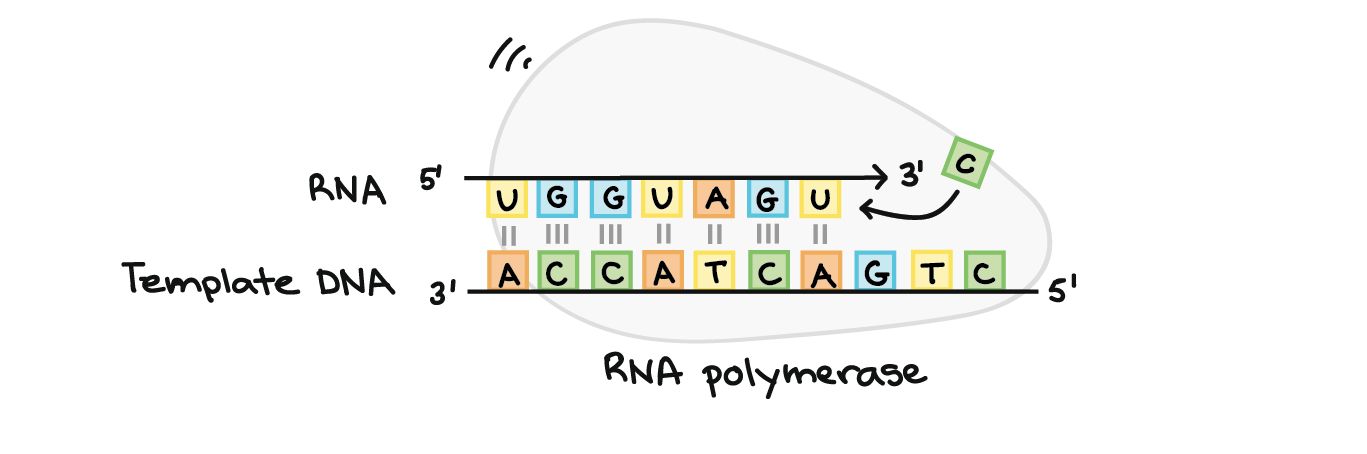 RNA 5' 3' C
U G G U A G U
Template DNA 3' A C C A T C A G T C 5'
RNA polymerase